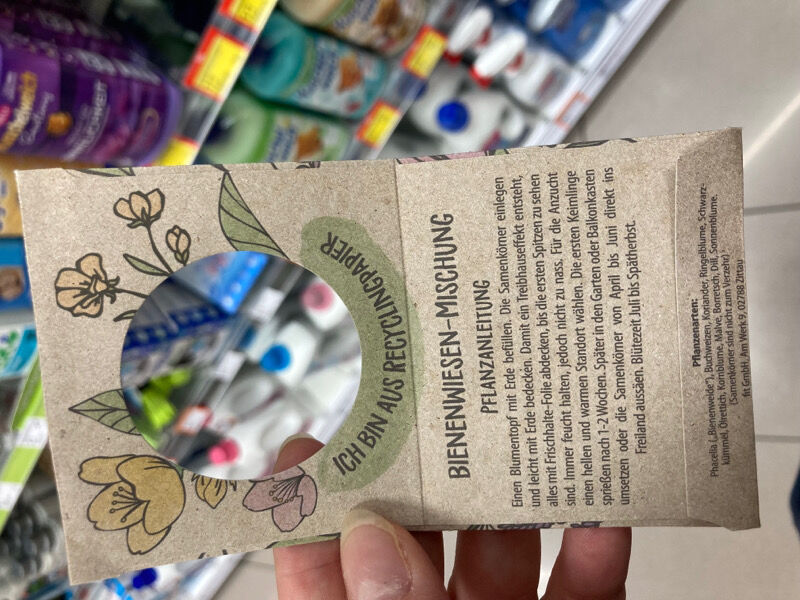 ICH BIN AUS RECYCLINGPAPIER
BIENENWIESEN-MISCHUNG
PFLANZANLEITUNG
Einen Blumentopf mit Erde befüllen. Die Samenkörner einlegen
und leicht mit Erde bedecken. Damit ein Treibhauseffekt entsteht,
alles mit Frischhalte-Folie abdecken, bis die ersten Spitzen zu sehen
sind. Immer feucht halten, jedoch nicht zu nass. Für die Anzucht
einen hellen und warmen Standort wählen. Die ersten Keimlinge
sprießen nach 1-2 Wochen. Später in den Garten oder Balkonkasten
umsetzen oder die Samenkörner von April bis Juni direkt ins
Freiland aussäen. Blütezeit Juli bis Spätherbst.
Pflanzenarten:
Phacelia („Bienenweide“), Buchweizen, Koriander, Ringelblume, Schwarz-
kümmel, Ölrettich, Kornblume, Malve, Borretsch, Dill, Sonnenblume.
(Samenkörner sind nicht zum Verzehr)
fit GmbH, Am Werk 9, 02788 Zittau